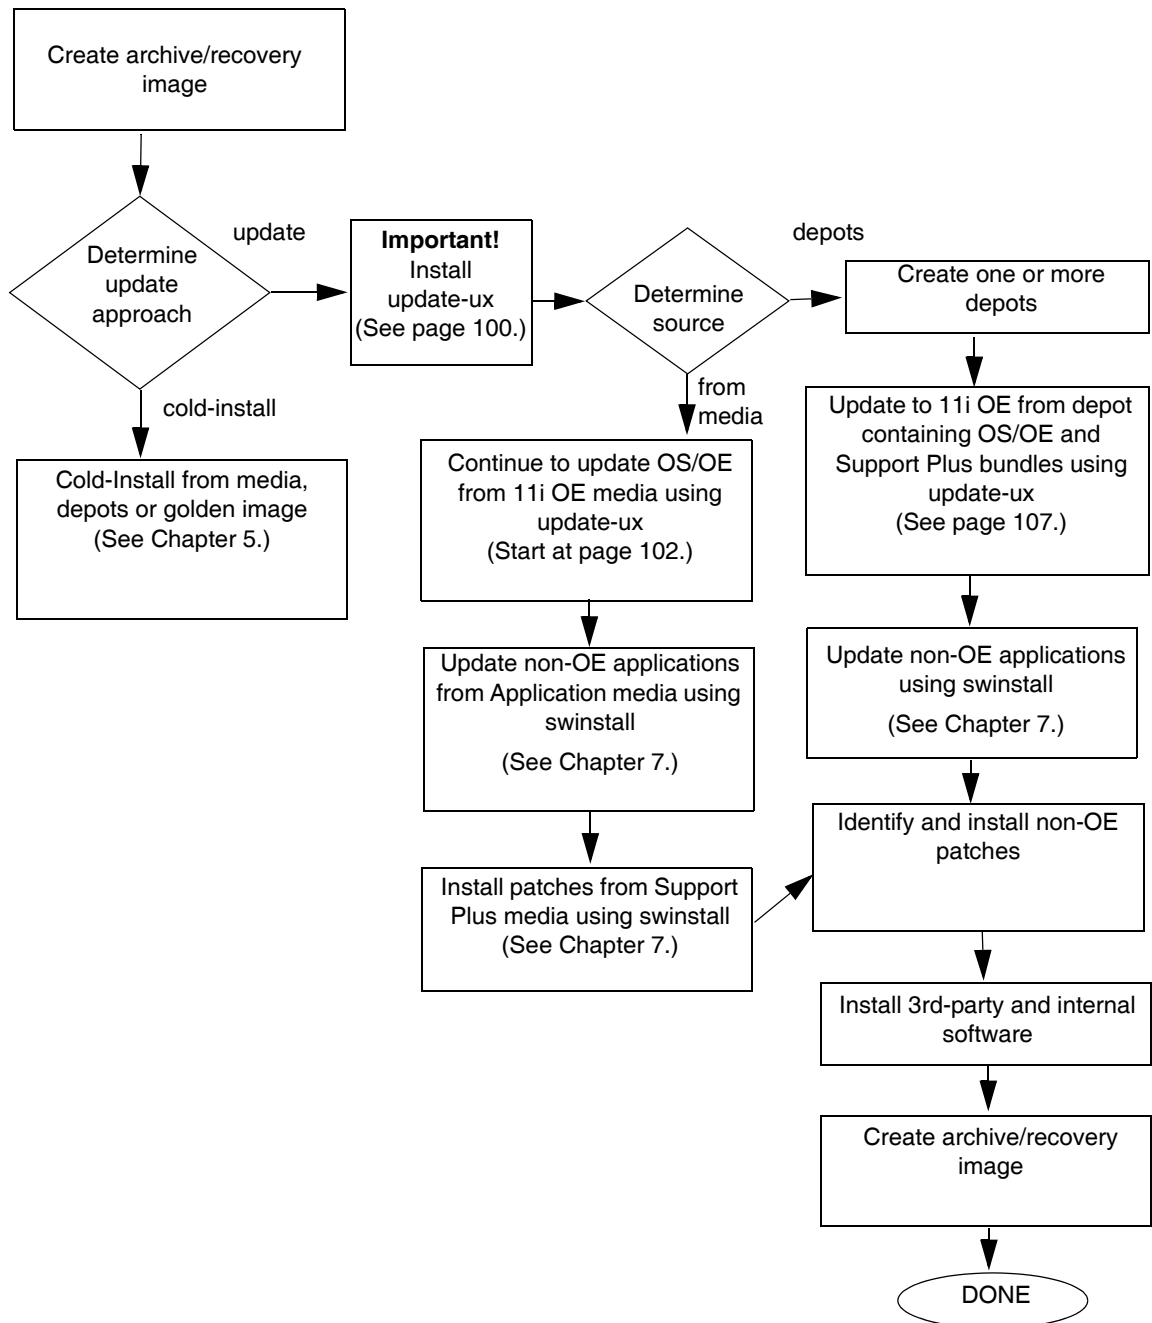 Create archive/recovery
image
Determine
update
approach
update
cold-install
Cold-Install from media,
depots or golden image
(See Chapter 5.)
Important!
Install
update-ux
(See page 100.)
Determine
source
depots
from
media
Continue to update OS/OE
from 11i OE media using
update-ux
(Start at page 102.)
Update non-OE applications
from Application media using
swinstall
(See Chapter 7.)
Install patches from Support
Plus media using swinstall
(See Chapter 7.)
Create one or more
depots
Update to 11i OE from depot
containing OS/OE and
Support Plus bundles using
update-ux
(See page 107.)
Update non-OE applications
using swinstall
(See Chapter 7.)
Identify and install non-OE
patches
Install 3rd-party and internal
software
Create archive/recovery
image
DONE